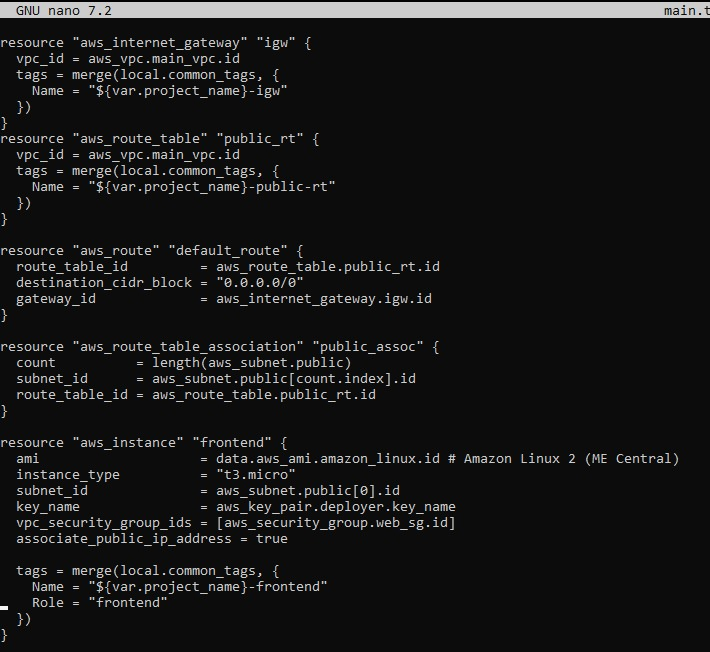 GNU nano 7.2 main.t
resource "aws_internet_gateway" "igw" {
  vpc_id = aws_vpc.main_vpc.id
  tags = merge(local.common_tags, {
    Name = "${var.project_name}-igw"
  })
}
resource "aws_route_table" "public_rt" {
  vpc_id = aws_vpc.main_vpc.id
  tags = merge(local.common_tags, {
    Name = "${var.project_name}-public-rt"
  })
}
resource "aws_route" "default_route" {
  route_table_id         = aws_route_table.public_rt.id
  destination_cidr_block = "0.0.0.0/0"
  gateway_id             = aws_internet_gateway.igw.id
}
resource "aws_route_table_association" "public_assoc" {
  count          = length(aws_subnet.public)
  subnet_id      = aws_subnet.public[count.index].id
  route_table_id = aws_route_table.public_rt.id
}
resource "aws_instance" "frontend" {
  ami                    = data.aws_ami.amazon_linux.id # Amazon Linux 2 (ME Central)
  instance_type          = "t3.micro"
  subnet_id              = aws_subnet.public[0].id
  key_name               = aws_key_pair.deployer.key_name
  vpc_security_group_ids = [aws_security_group.web_sg.id]
  associate_public_ip_address = true
  tags = merge(local.common_tags, {
    Name = "${var.project_name}-frontend"
    Role = "frontend"
  })
}